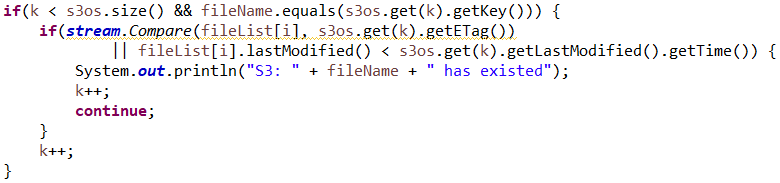 if(k < s3os.size() && fileName.equals(s3os.get(k).getKey())) {
    if(stream.Compare(fileList[i], s3os.get(k).getETag())
            || fileList[i].lastModified() < s3os.get(k).getLastModified().getTime()) {
        System.out.println("S3: " + fileName + " has existed");
        k++;
        continue;
    }
    k++;
}